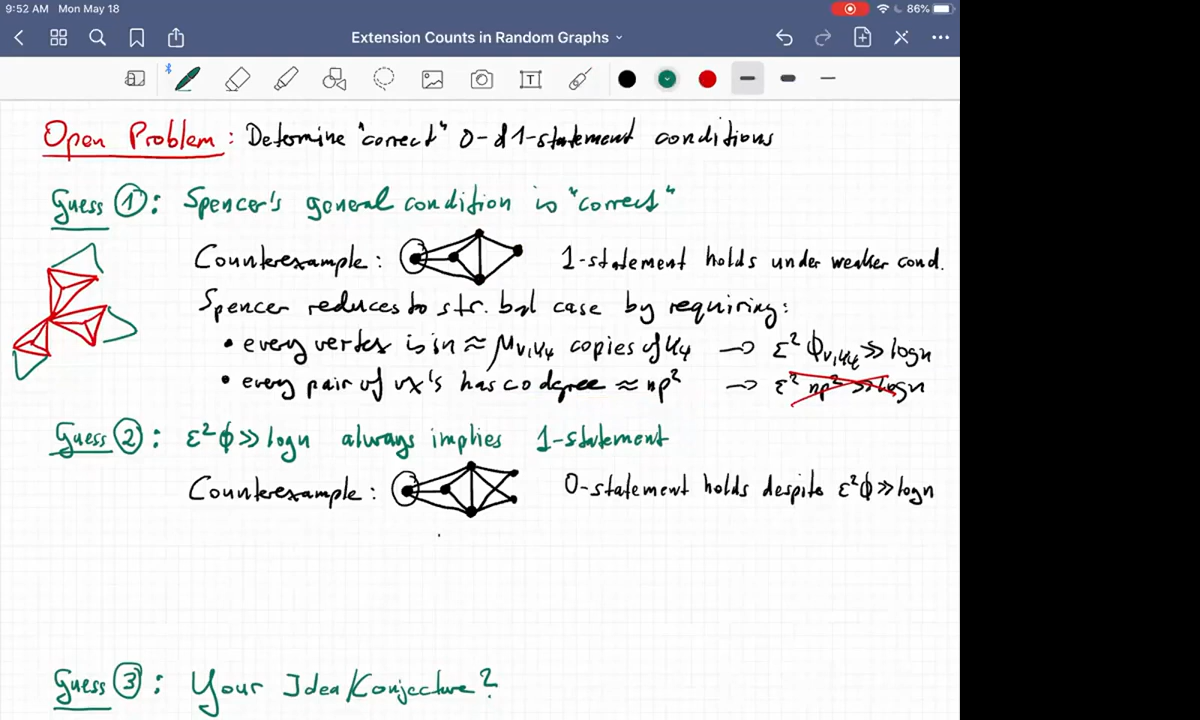 9:52 AM Mon May 18
86%
Extension Counts in Random Graphs
Open Problem: Determine "correct" 0-&1-statement conditions
Guess ①: Spencer's general condition is "correct"
Counterexample: 1-statement holds under weaker cond.
Spencer reduces to str. bal case by requiring:
• every vertex is in ≈ μ_{v,K4} copies of K4 → ε² Φ_{v,K4} ≫ log n
• every pair of vx's has codegree ≈ np² → ε² np² ≫ log n
Guess ②: ε²Φ ≫ log n always implies 1-statement
Counterexample: 0-statement holds despite ε²Φ ≫ log n
Guess ③: Your Idea/Conjecture?